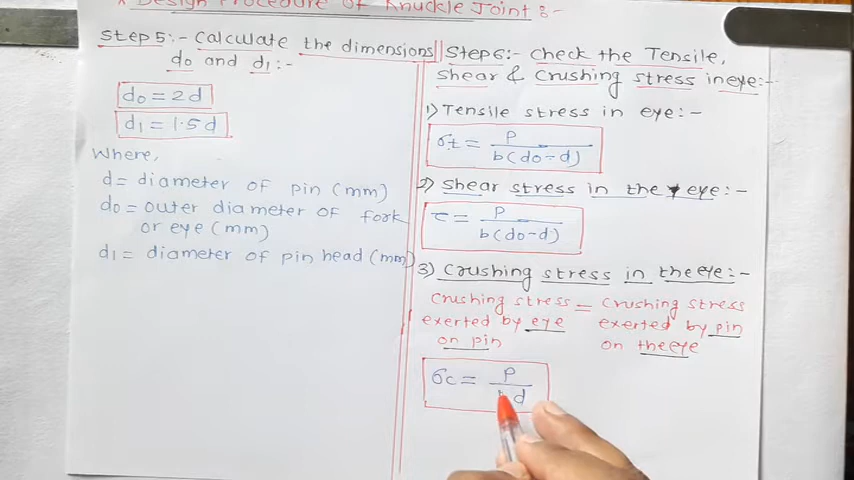 * Design Procedure of Knuckle Joint :-
Step 5:- Calculate the dimensions
d₀ and d₁:-
d₀ = 2d
d₁ = 1.5d
Where,
d = diameter of pin (mm)
d₀ = outer diameter of fork
or eye (mm)
d₁ = diameter of pin head (mm)
Step 6:- Check the Tensile,
shear & crushing stress in eye:-
1) Tensile stress in eye:-
σt = P / b(d₀-d)
2) Shear stress in the eye:-
τ = P / b(d₀-d)
3) Crushing stress in the eye:-
Crushing stress = Crushing stress
exerted by eye exerted by pin
on pin on the eye
σc = P / d